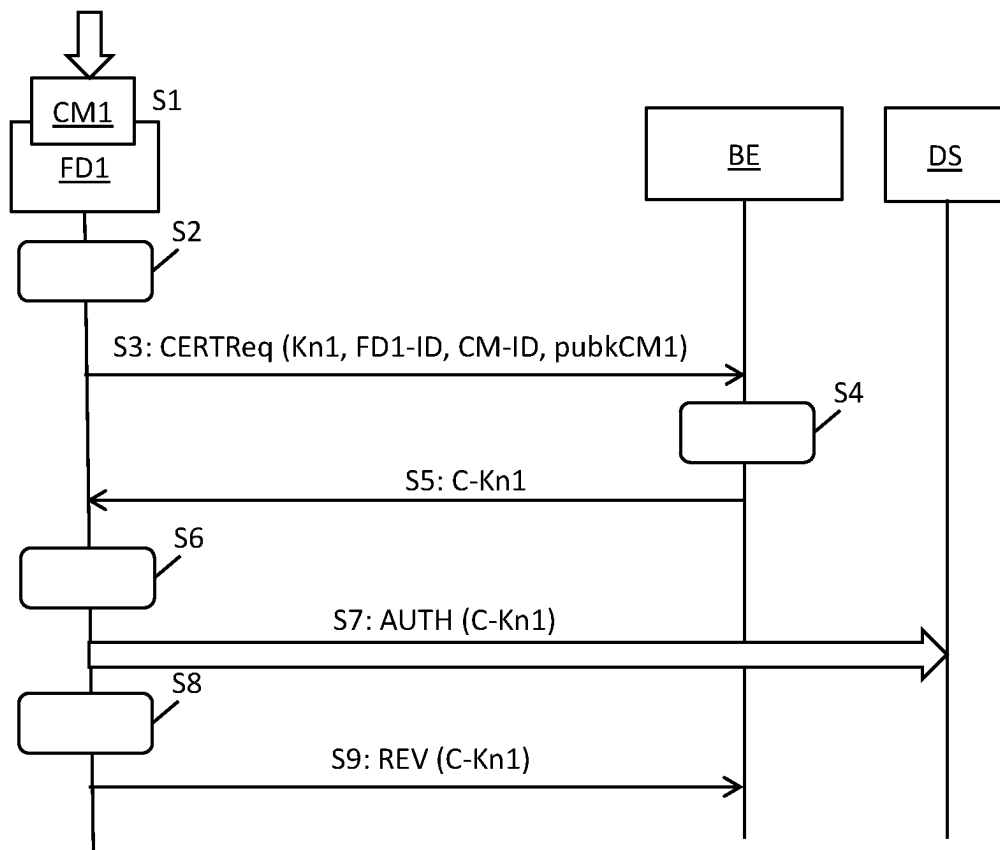 CM1
S1
FD1
BE
DS
S2
S3: CERTReq (Kn1, FD1-ID, CM-ID, pubkCM1)
S4
S5: C-Kn1
S6
S7: AUTH (C-Kn1)
S8
S9: REV (C-Kn1)